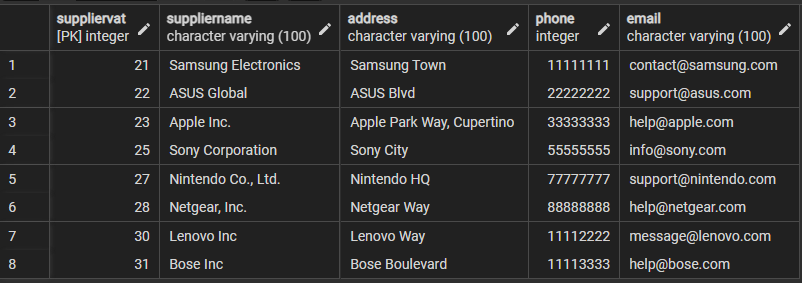 suppliervat suppliername address phone email
[PK] integer character varying (100) character varying (100) integer character varying (100)
1 21 Samsung Electronics Samsung Town 11111111 contact@samsung.com
2 22 ASUS Global ASUS Blvd 22222222 support@asus.com
3 23 Apple Inc. Apple Park Way, Cupertino 33333333 help@apple.com
4 25 Sony Corporation Sony City 55555555 info@sony.com
5 27 Nintendo Co., Ltd. Nintendo HQ 77777777 support@nintendo.com
6 28 Netgear, Inc. Netgear Way 88888888 help@netgear.com
7 30 Lenovo Inc Lenovo Way 11112222 message@lenovo.com
8 31 Bose Inc Bose Boulevard 11113333 help@bose.com